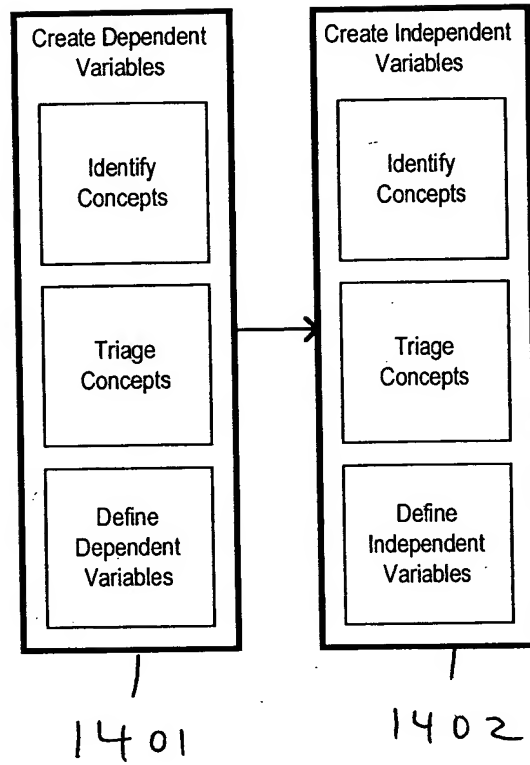 Create Dependent
Variables
Identify
Concepts
Triage
Concepts
Define
Dependent
Variables
1401
Create Independent
Variables
Identify
Concepts
Triage
Concepts
Define
Independent
Variables
1402